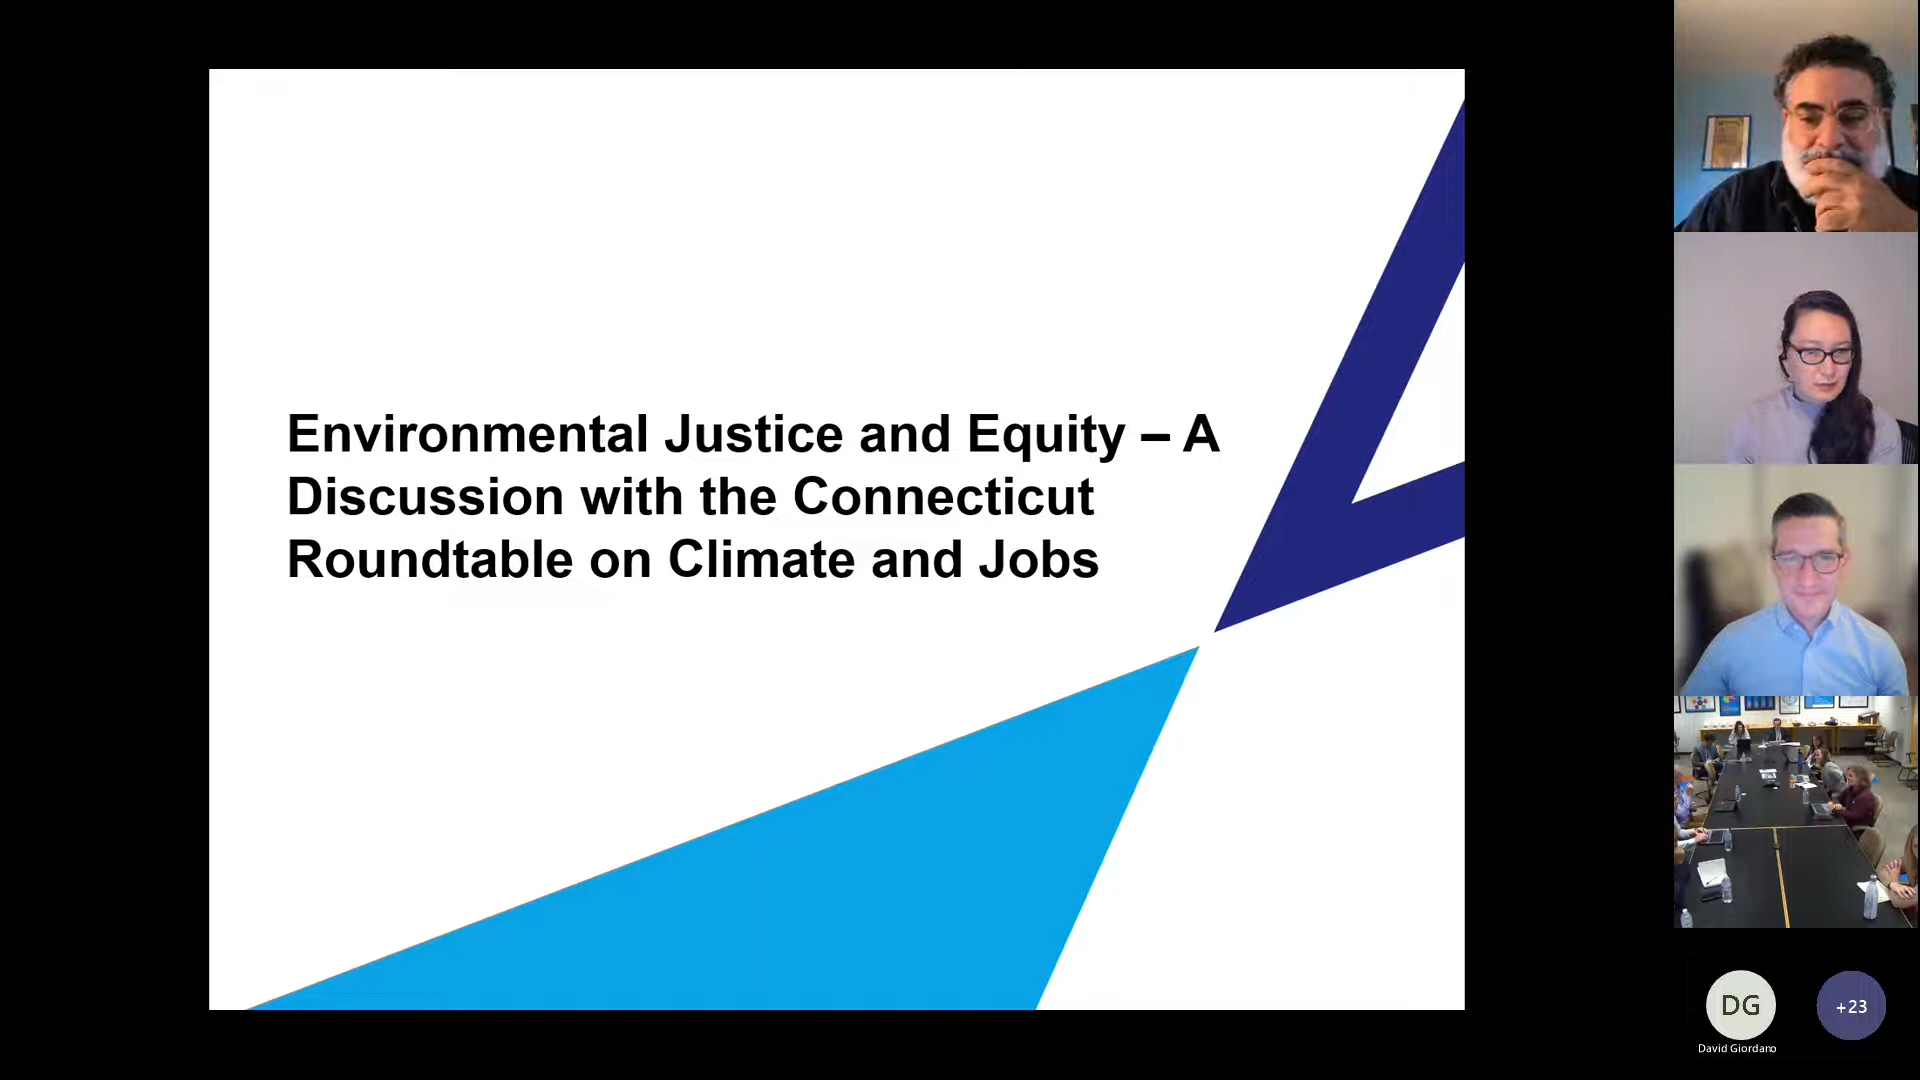 Environmental Justice and Equity – A
Discussion with the Connecticut
Roundtable on Climate and Jobs
DG
+23
David Giordano